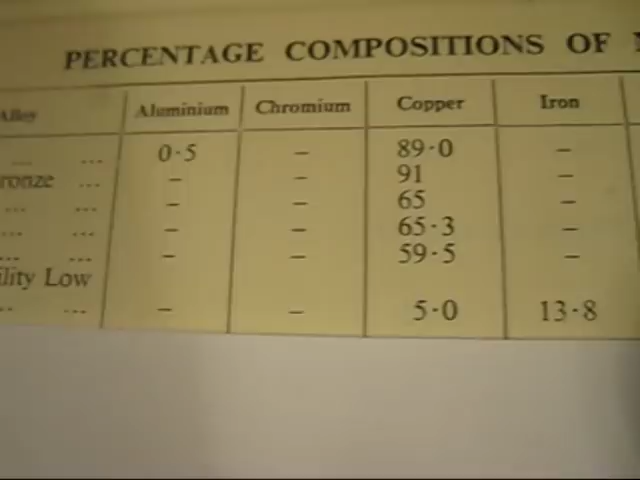 PERCENTAGE COMPOSITIONS OF
Alloy Aluminium Chromium Copper Iron
... ... 0·5 – 89·0 –
ronze ... – – 91 –
... ... – – 65 –
... ... – – 65·3 –
... ... – – 59·5 –
ility Low
... ... – – 5·0 13·8